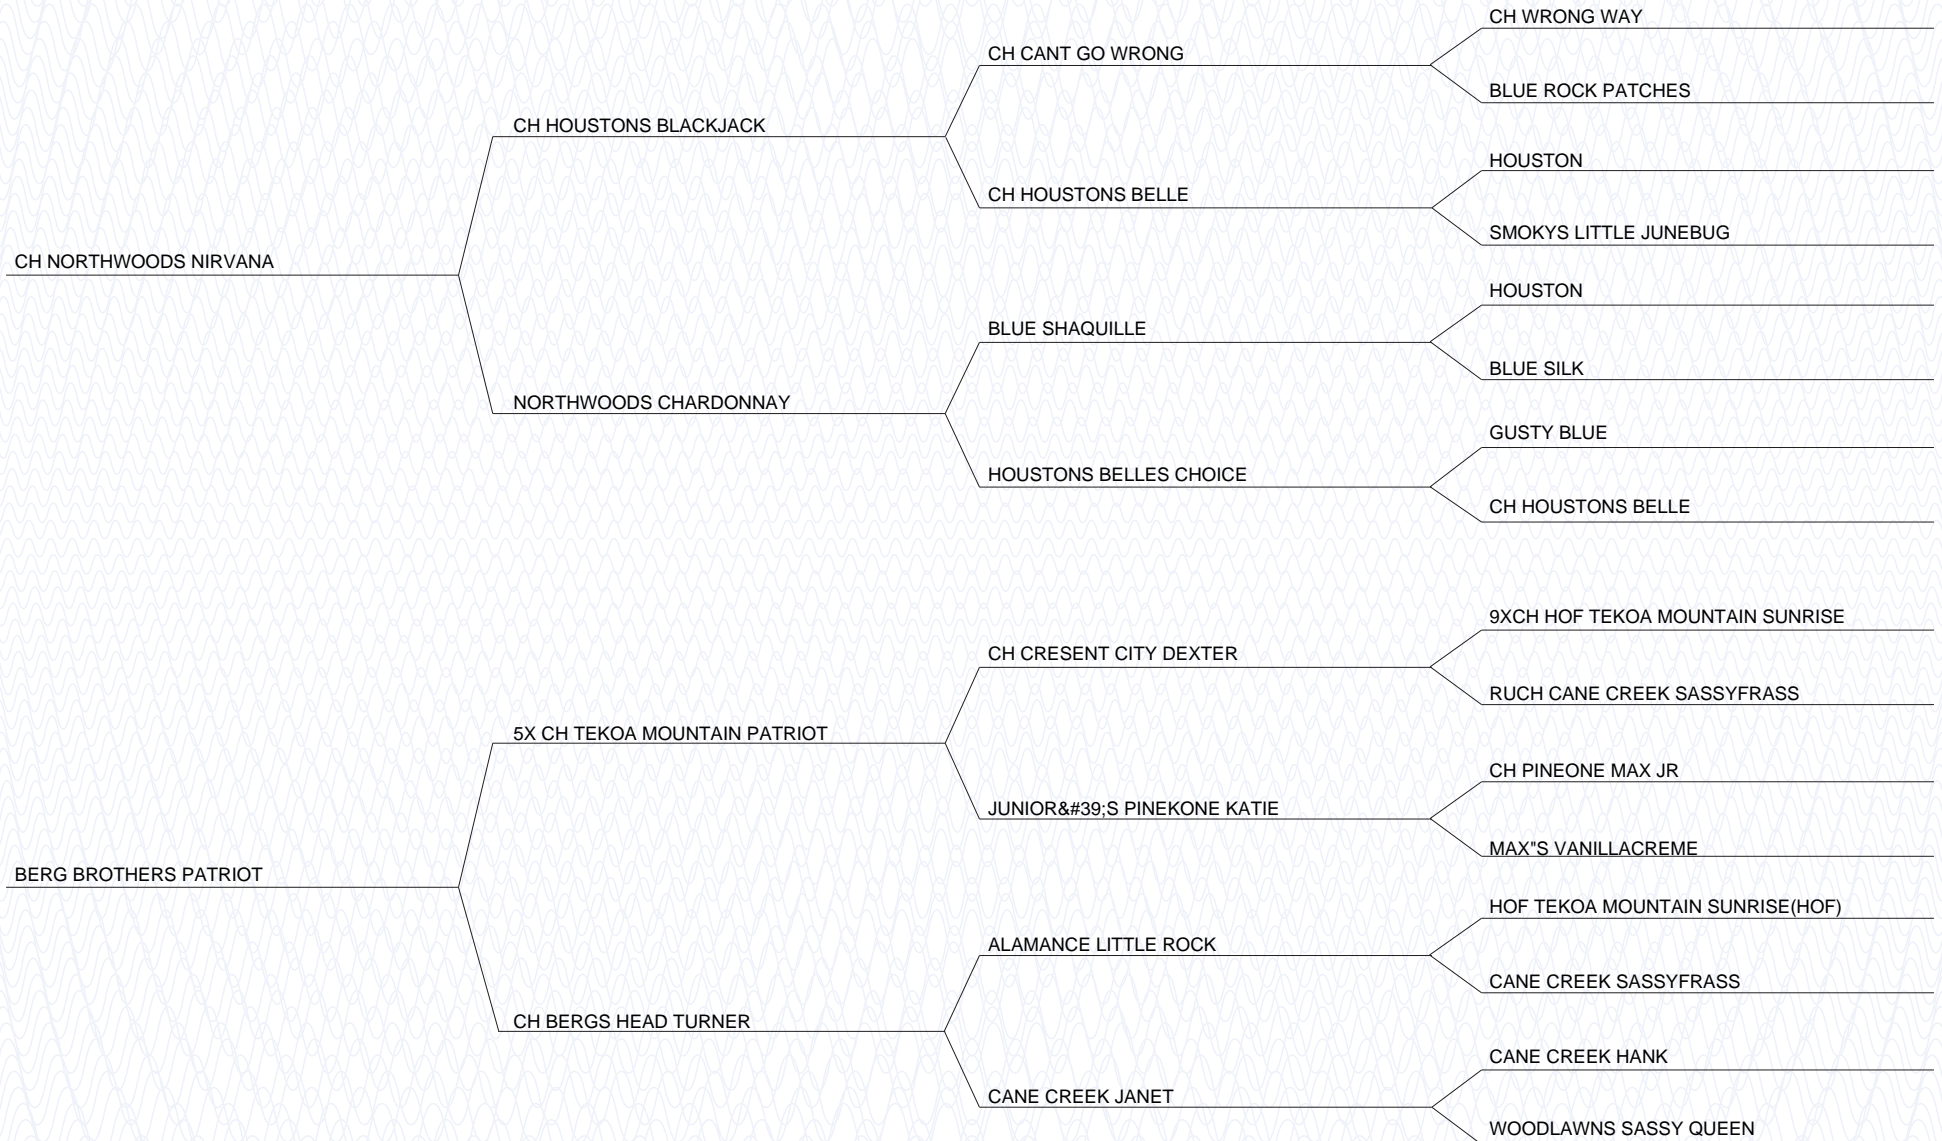 CH WRONG WAY
CH CANT GO WRONG
BLUE ROCK PATCHES
CH HOUSTONS BLACKJACK
HOUSTON
CH HOUSTONS BELLE
SMOKYS LITTLE JUNEBUG
CH NORTHWOODS NIRVANA
HOUSTON
BLUE SHAQUILLE
BLUE SILK
NORTHWOODS CHARDONNAY
GUSTY BLUE
HOUSTONS BELLES CHOICE
CH HOUSTONS BELLE
9XCH HOF TEKOA MOUNTAIN SUNRISE
CH CRESENT CITY DEXTER
RUCH CANE CREEK SASSYFRASS
5X CH TEKOA MOUNTAIN PATRIOT
CH PINEONE MAX JR
JUNIOR&#39;S PINEKONE KATIE
MAX"S VANILLACREME
BERG BROTHERS PATRIOT
HOF TEKOA MOUNTAIN SUNRISE(HOF)
ALAMANCE LITTLE ROCK
CANE CREEK SASSYFRASS
CH BERGS HEAD TURNER
CANE CREEK HANK
CANE CREEK JANET
WOODLAWNS SASSY QUEEN